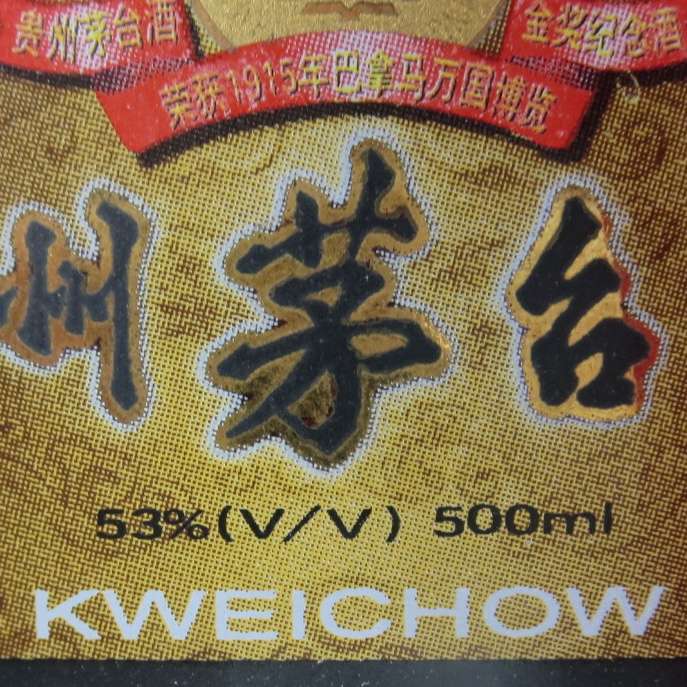 贵州茅台酒
金奖纪念酒
荣获1915年巴拿马万国博览
州茅台
53%(V/V) 500ml
KWEICHOW